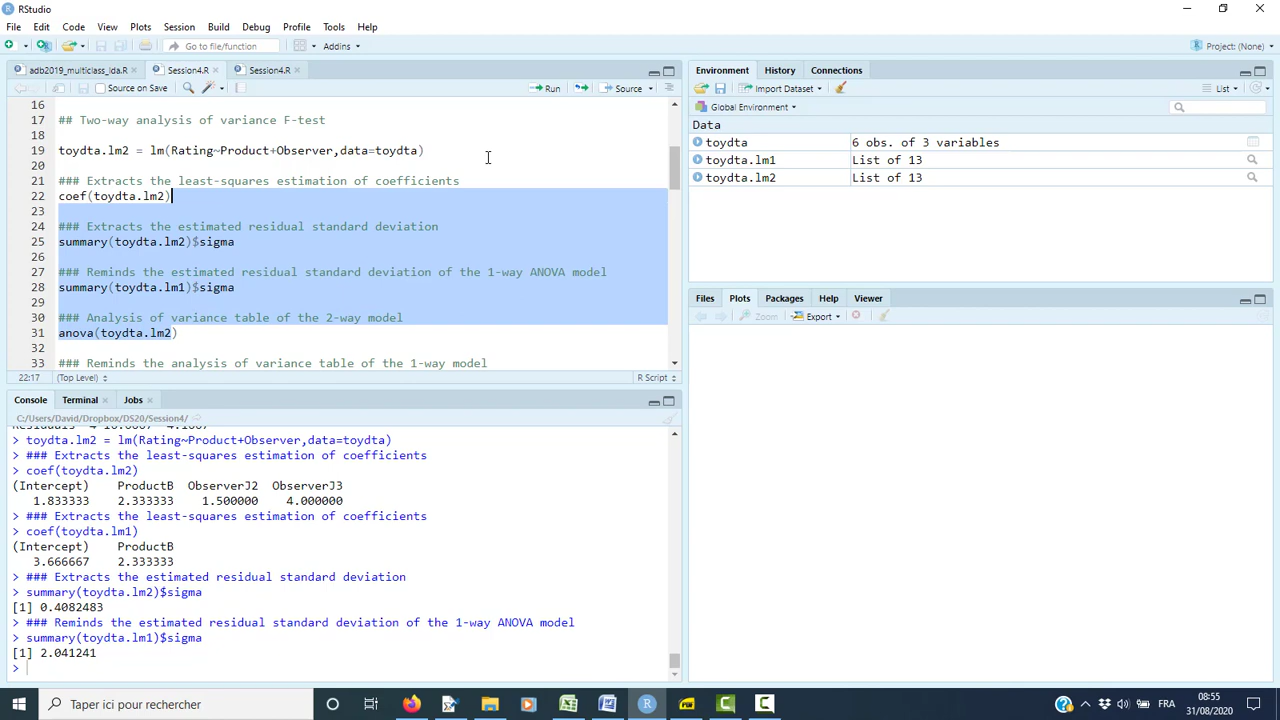 RStudio
File Edit Code View Plots Session Build Debug Profile Tools Help
Go to file/function Addins Project: (None)
adb2019_multiclass_lda.R Session4.R Session4.R
Source on Save Run Source
16
17 ## Two-way analysis of variance F-test
18
19 toydta.lm2 = lm(Rating~Product+Observer,data=toydta)
20
21 ### Extracts the least-squares estimation of coefficients
22 coef(toydta.lm2)
23
24 ### Extracts the estimated residual standard deviation
25 summary(toydta.lm2)$sigma
26
27 ### Reminds the estimated residual standard deviation of the 1-way ANOVA model
28 summary(toydta.lm1)$sigma
29
30 ### Analysis of variance table of the 2-way model
31 anova(toydta.lm2)
32
33 ### Reminds the analysis of variance table of the 1-way model
22:17 (Top Level) R Script
Console Terminal Jobs
C:/Users/David/Dropbox/DS20/Session4/
> toydta.lm2 = lm(Rating~Product+Observer,data=toydta)
> ### Extracts the least-squares estimation of coefficients
> coef(toydta.lm2)
(Intercept) ProductB ObserverJ2 ObserverJ3
1.833333 2.333333 1.500000 4.000000
> ### Extracts the least-squares estimation of coefficients
> coef(toydta.lm1)
(Intercept) ProductB
3.666667 2.333333
> ### Extracts the estimated residual standard deviation
> summary(toydta.lm2)$sigma
[1] 0.4082483
> ### Reminds the estimated residual standard deviation of the 1-way ANOVA model
> summary(toydta.lm1)$sigma
[1] 2.041241
>
Environment History Connections
Import Dataset List
Global Environment
Data
toydta 6 obs. of 3 variables
toydta.lm1 List of 13
toydta.lm2 List of 13
Files Plots Packages Help Viewer
Zoom Export
Taper ici pour rechercher
FRA
08:55
31/08/2020